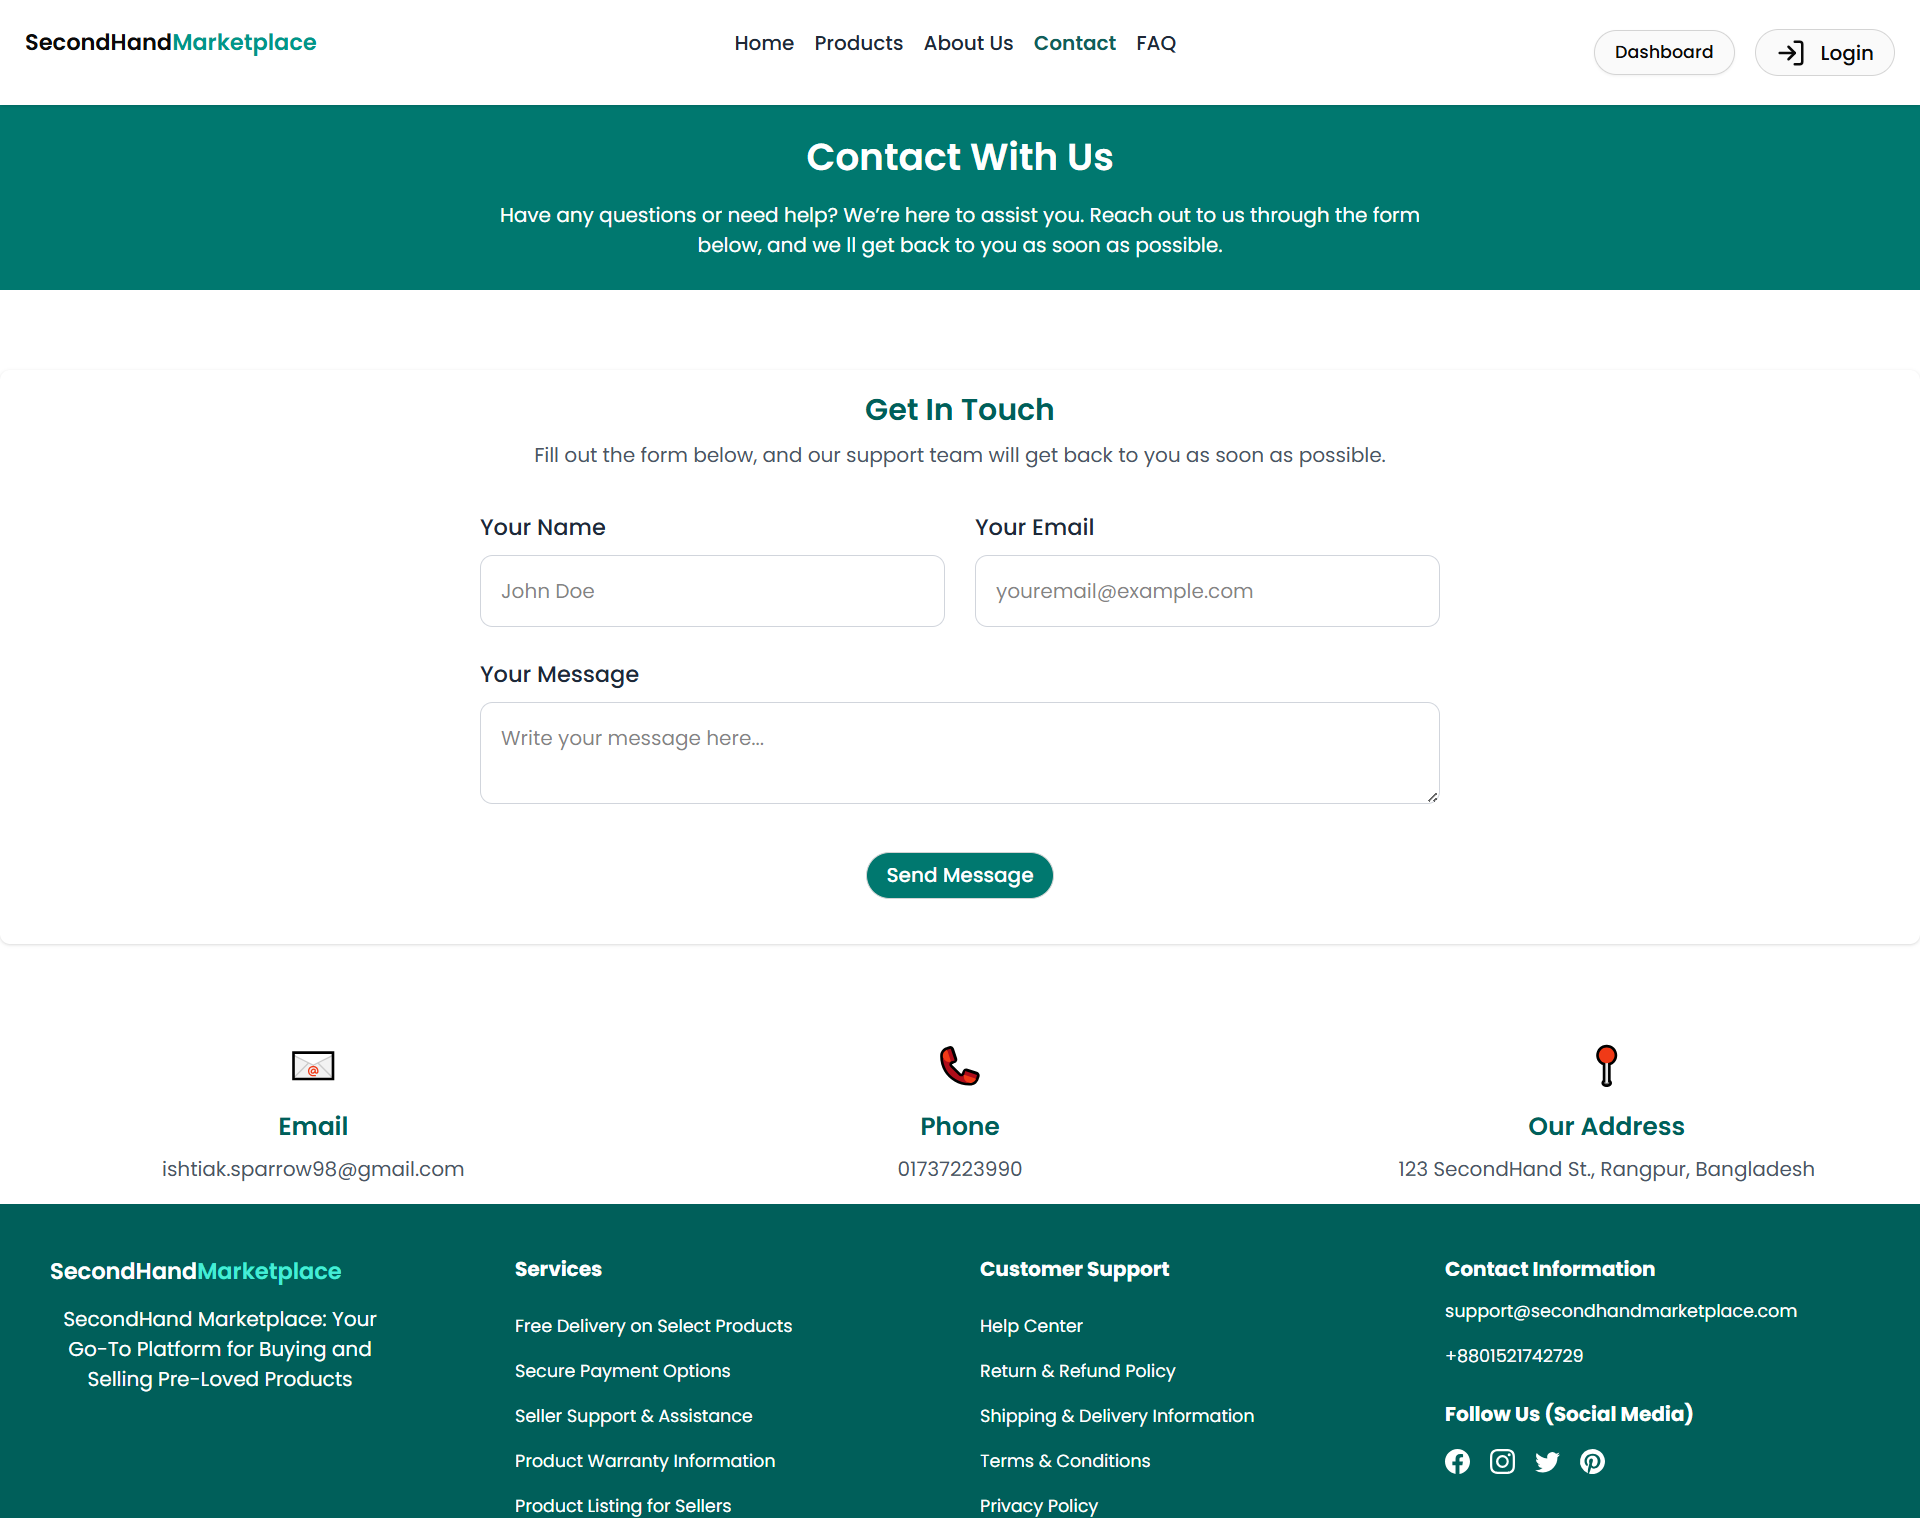 SecondHandMarketplace
Home Products About Us Contact FAQ
Dashboard
Login
Contact With Us
Have any questions or need help? We’re here to assist you. Reach out to us through the form
below, and we ll get back to you as soon as possible.
Get In Touch
Fill out the form below, and our support team will get back to you as soon as possible.
Your Name
Your Email
John Doe
youremail@example.com
Your Message
Write your message here...
Send Message
Email
ishtiak.sparrow98@gmail.com
Phone
01737223990
Our Address
123 SecondHand St., Rangpur, Bangladesh
SecondHandMarketplace
SecondHand Marketplace: Your
Go-To Platform for Buying and
Selling Pre-Loved Products
Services
Free Delivery on Select Products
Secure Payment Options
Seller Support & Assistance
Product Warranty Information
Product Listing for Sellers
Customer Support
Help Center
Return & Refund Policy
Shipping & Delivery Information
Terms & Conditions
Privacy Policy
Contact Information
support@secondhandmarketplace.com
+8801521742729
Follow Us (Social Media)